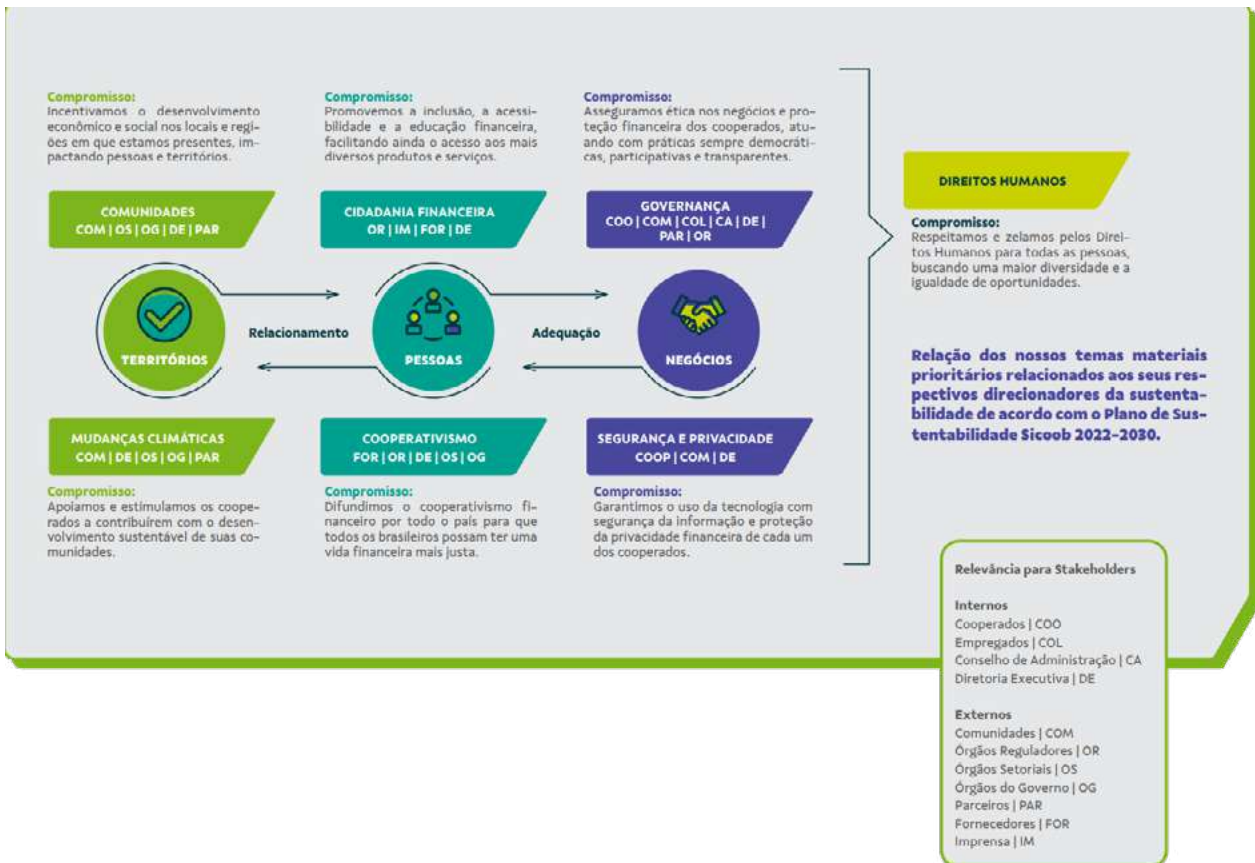 Compromisso:
Incentivamos o desenvolvimento
econômico e social nos locais e regi-
ões em que estamos presentes, im-
pactando pessoas e territórios.
Compromisso:
Promovemos a inclusão, a acessi-
bilidade e a educação financeira,
facilitando ainda o acesso aos mais
diversos produtos e serviços.
Compromisso:
Asseguramos ética nos negócios e pro-
teção financeira dos cooperados, atu-
ando com práticas sempre democráti-
cas, participativas e transparentes.
COMUNIDADES
COM | OS | OG | DE | PAR
CIDADANIA FINANCEIRA
OR | IM | FOR | DE
GOVERNANÇA
COO | COM | COL | CA | DE |
PAR | OR
TERRITÓRIOS
Relacionamento
PESSOAS
Adequação
NEGÓCIOS
MUDANÇAS CLIMÁTICAS
COM | DE | OS | OG | PAR
COOPERATIVISMO
FOR | OR | DE | OS | OG
SEGURANÇA E PRIVACIDADE
COOP | COM | DE
Compromisso:
Apoiamos e estimulamos os coope-
rados a contribuírem com o desen-
volvimento sustentável de suas co-
munidades.
Compromisso:
Difundimos o cooperativismo fi-
nanceiro por todo o país para que
todos os brasileiros possam ter uma
vida financeira mais justa.
Compromisso:
Garantimos o uso da tecnologia com
segurança da informação e proteção
da privacidade financeira de cada um
dos cooperados.
DIREITOS HUMANOS
Compromisso:
Respeitamos e zelamos pelos Direi-
tos Humanos para todas as pessoas,
buscando uma maior diversidade e a
igualdade de oportunidades.
Relação dos nossos temas materiais
prioritários relacionados aos seus res-
pectivos direcionadores da sustenta-
bilidade de acordo com o Plano de Sus-
tentabilidade Sicoob 2022-2030.
Relevância para Stakeholders
Internos
Cooperados | COO
Empregados | COL
Conselho de Administração | CA
Diretoria Executiva | DE
Externos
Comunidades | COM
Órgãos Reguladores | OR
Órgãos Setoriais | OS
Órgãos do Governo | OG
Parceiros | PAR
Fornecedores | FOR
Imprensa | IM